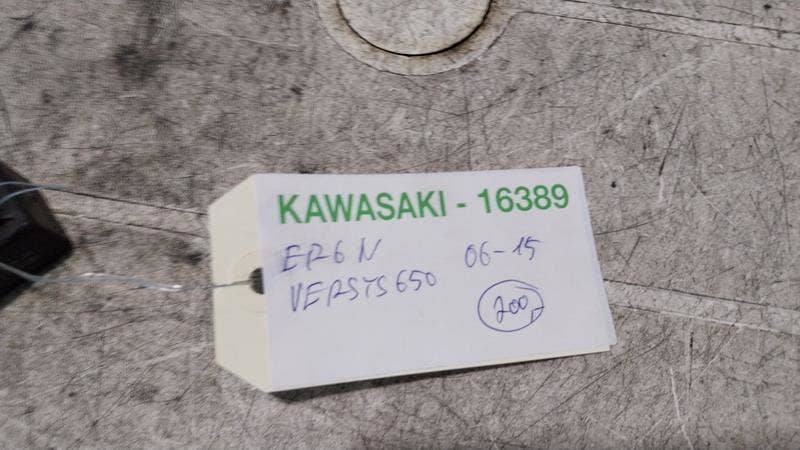 KAWASAKI - 16389
ER6N 06-15
VERSYS650
200,-